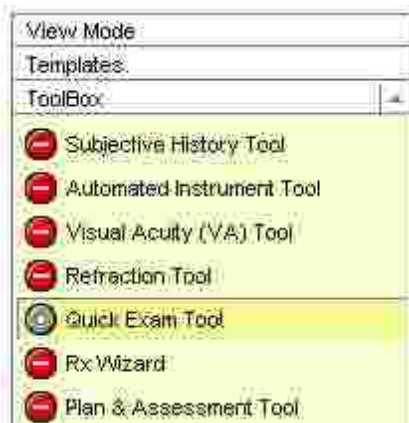 View Mode
Templates
ToolBox
Subjective History Tool
Automated Instrument Tool
Visual Acuity (VA) Tool
Refraction Tool
Quick Exam Tool
Rx Wizard
Plan & Assessment Tool